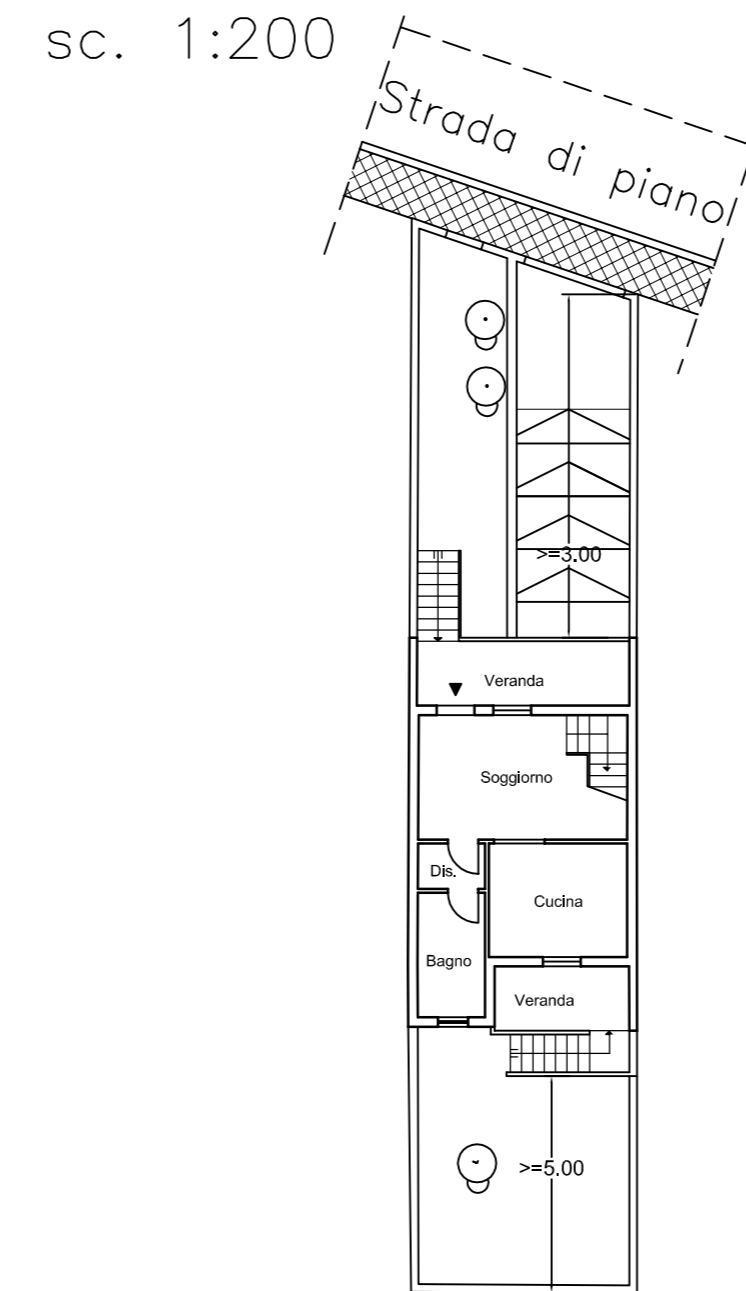 sc. 1:200
Strada di piano
>=3.00
Veranda
Soggiorno
Dis.
Cucina
Bagno
Veranda
>=5.00